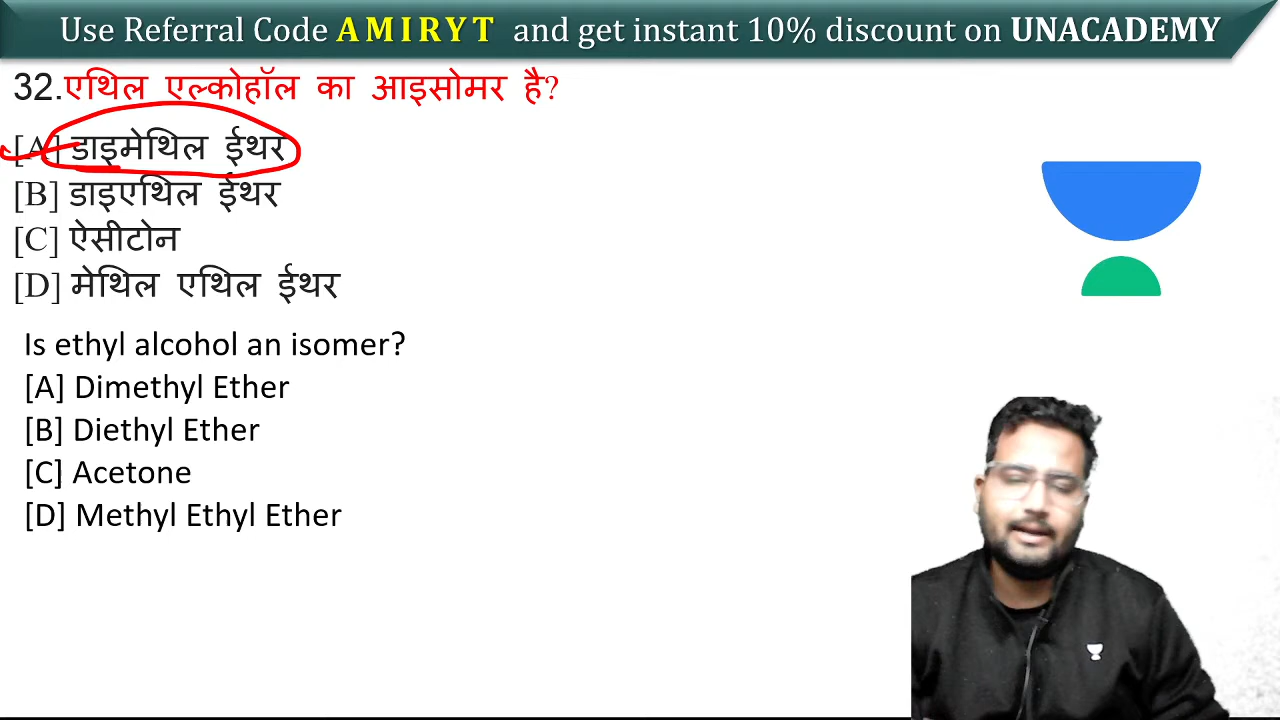 Use Referral Code AMIRYT and get instant 10% discount on UNACADEMY
32.एथिल एल्कोहॉल का आइसोमर है?
[A] डाइमेथिल ईथर
[B] डाइएथिल ईथर
[C] ऐसीटोन
[D] मेथिल एथिल ईथर
Is ethyl alcohol an isomer?
[A] Dimethyl Ether
[B] Diethyl Ether
[C] Acetone
[D] Methyl Ethyl Ether